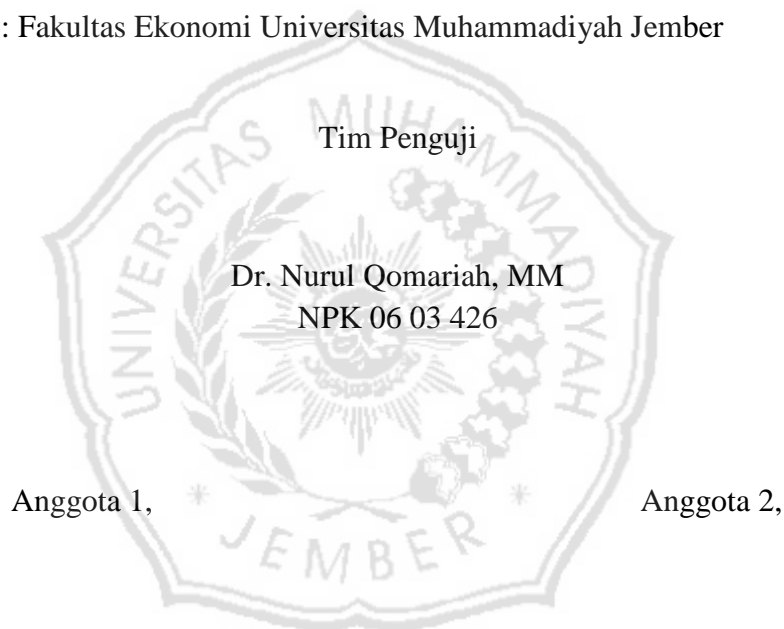 : Fakultas Ekonomi Universitas Muhammadiyah Jember
Tim Penguji
Dr. Nurul Qomariah, MM
NPK 06 03 426
Anggota 1,
Anggota 2,
UNIVERSITAS MUHAMMADIYAH
JEMBER